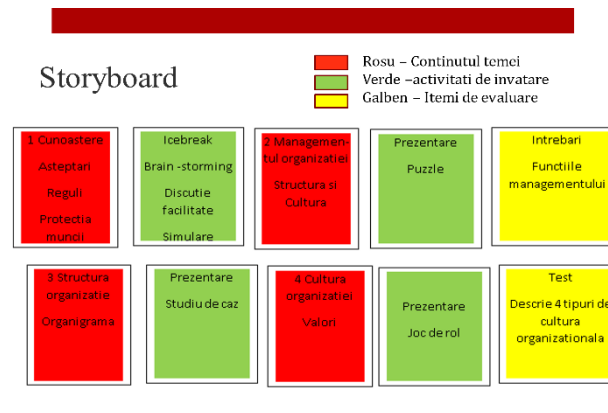 Storyboard
Rosu – Continutul temei
Verde –activitati de invatare
Galben – Itemi de evaluare
1 Cunoastere
Asteptari
Reguli
Protectia
muncii
Icebreak
Brain -storming
Discutie
facilitate
Simulare
2 Managemen-
tul organizatiei
Structura si
Cultura
Prezentare
Puzzle
Intrebari
Functiile
managementului
3 Structura
organizatie
Organigrama
Prezentare
Studiu de caz
4 Cultura
organizatiei
Valori
Prezentare
Joc de rol
Test
Descrie 4 tipuri de
cultura
organizationala